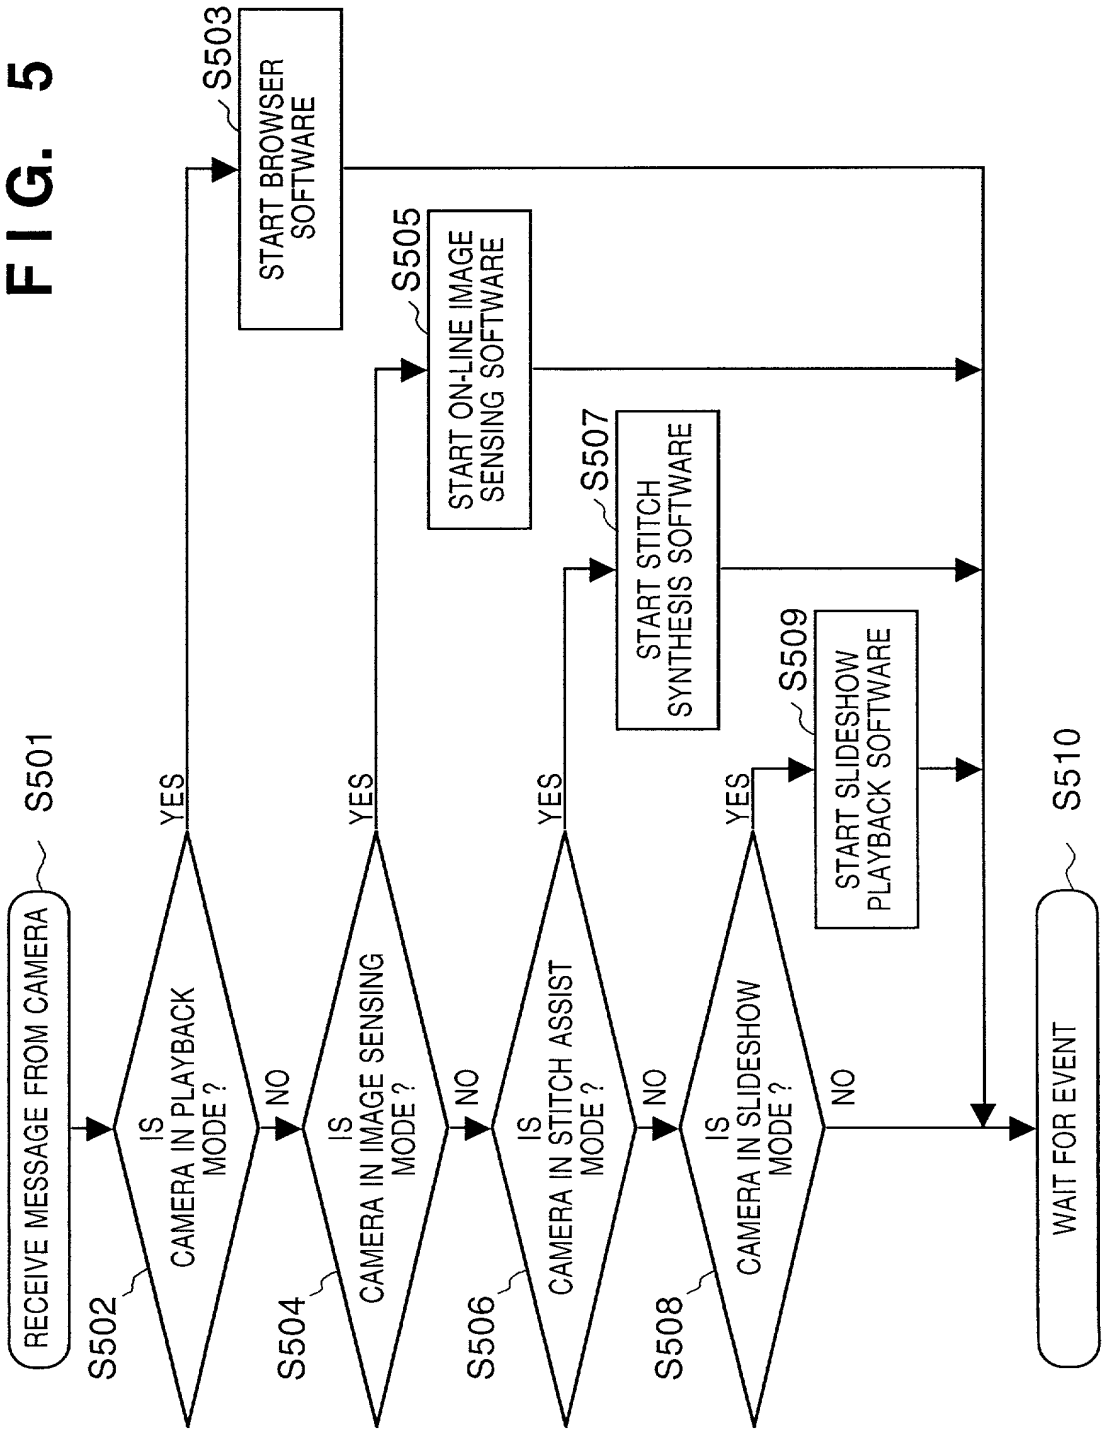 FIG. 5
RECEIVE MESSAGE FROM CAMERA
S501
S502
IS
CAMERA IN PLAYBACK
MODE?
YES
NO
S503
START BROWSER
SOFTWARE
S504
IS
CAMERA IN IMAGE SENSING
MODE?
YES
NO
S505
START ON-LINE IMAGE
SENSING SOFTWARE
S506
IS
CAMERA IN STITCH ASSIST
MODE?
YES
NO
S507
START STITCH
SYNTHESIS SOFTWARE
S508
IS
CAMERA IN SLIDESHOW
MODE?
YES
NO
S509
START SLIDESHOW
PLAYBACK SOFTWARE
S510
WAIT FOR EVENT